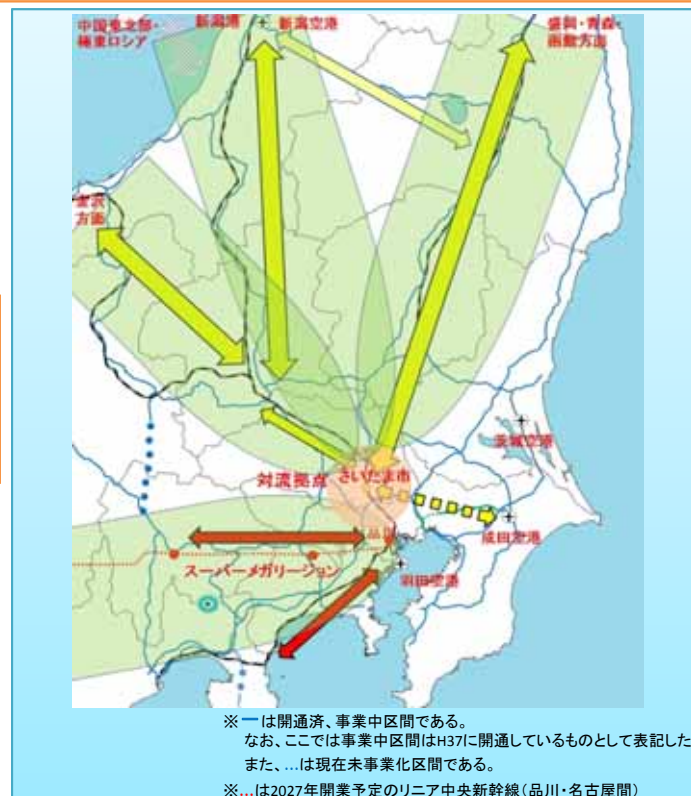 中国東北部・
極東ロシア
新潟港
新潟空港
盛岡・青森・
函館方面
金沢
方面
茨城空港
対流拠点
さいたま市
成田空港
品川
スーパーメガリージョン
羽田空港
※ーは開通済、事業中区間である。
なお、ここでは事業中区間はH37に開通しているものとして表記した
また、…は現在未事業化区間である。
※…は2027年開業予定のリニア中央新幹線(品川・名古屋間)